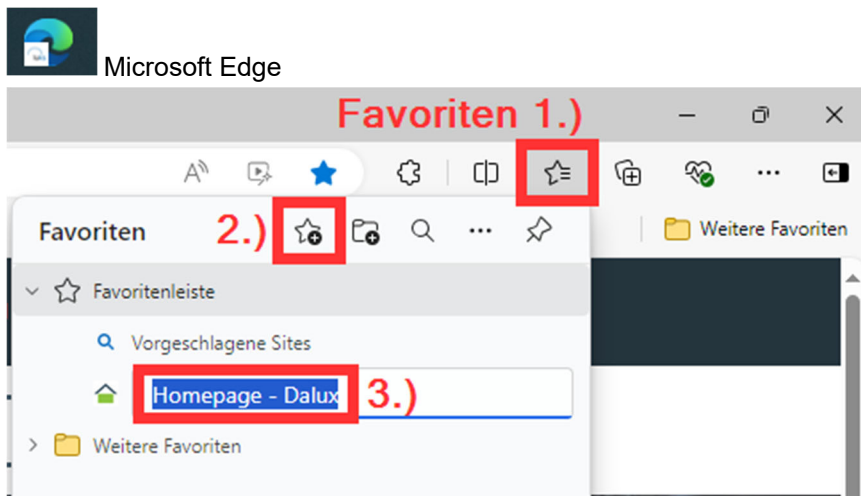 Microsoft Edge
Favoriten 1.)
Favoriten 2.)
Weitere Favoriten
Favoritenleiste
Vorgeschlagene Sites
Homepage - Dalux 3.)
Weitere Favoriten